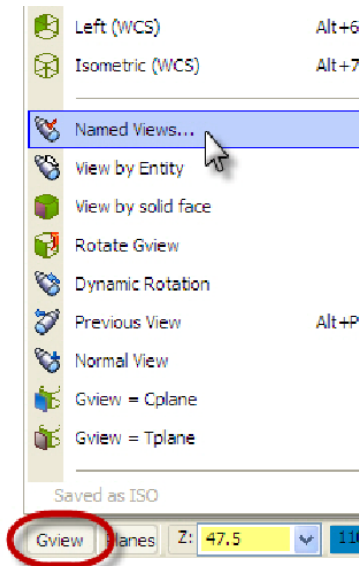 Left (WCS) Alt+6
Isometric (WCS) Alt+7
Named Views...
View by Entity
View by solid face
Rotate Gview
Dynamic Rotation
Previous View Alt+P
Normal View
Gview = Cplane
Gview = Tplane
Saved as ISO
Gview Planes Z: 47.5